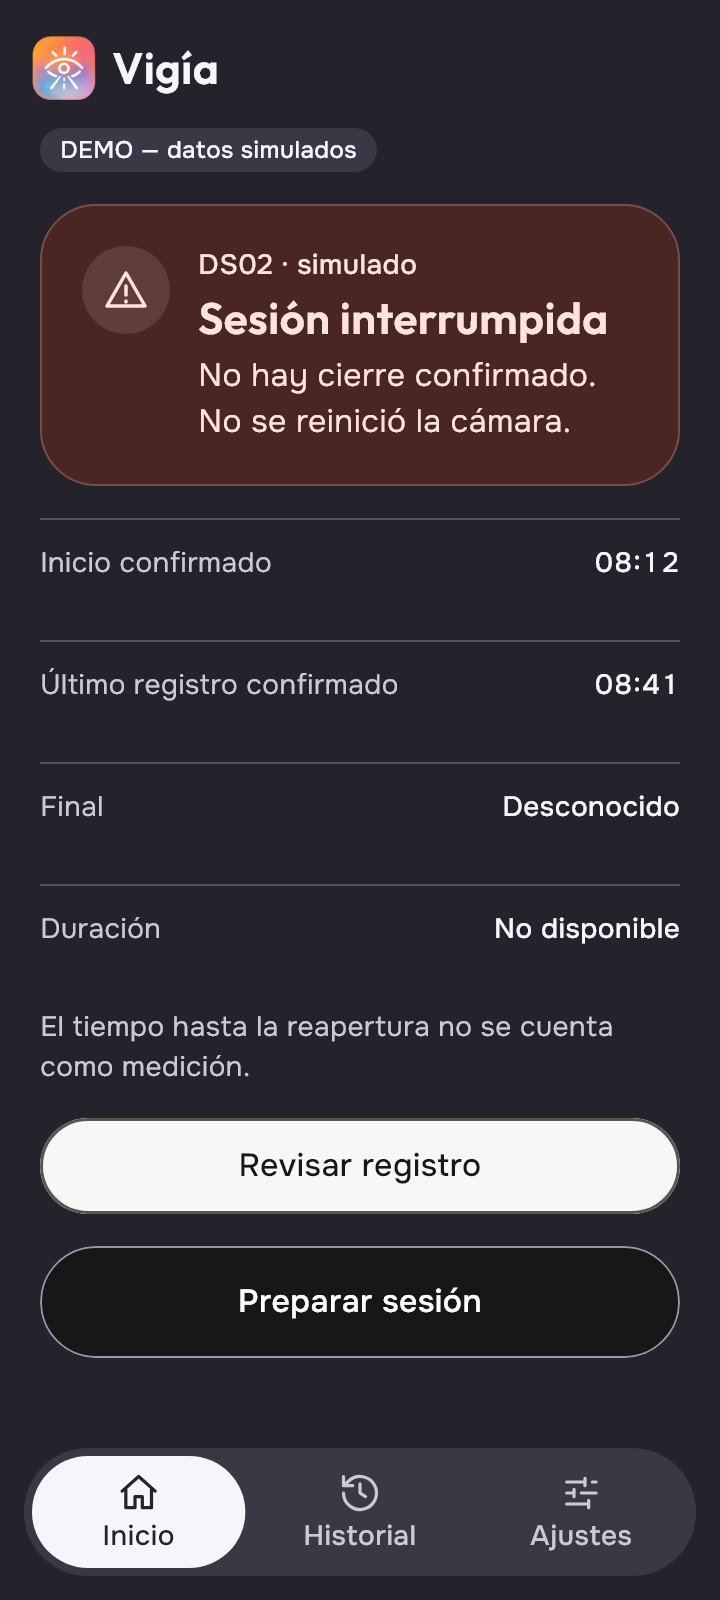 Vigía
DEMO — datos simulados
DS02 · simulado
Sesión interrumpida
No hay cierre confirmado.
No se reinició la cámara.
Inicio confirmado 08:12
Último registro confirmado 08:41
Final Desconocido
Duración No disponible
El tiempo hasta la reapertura no se cuenta
como medición.
Revisar registro
Preparar sesión
Inicio Historial Ajustes